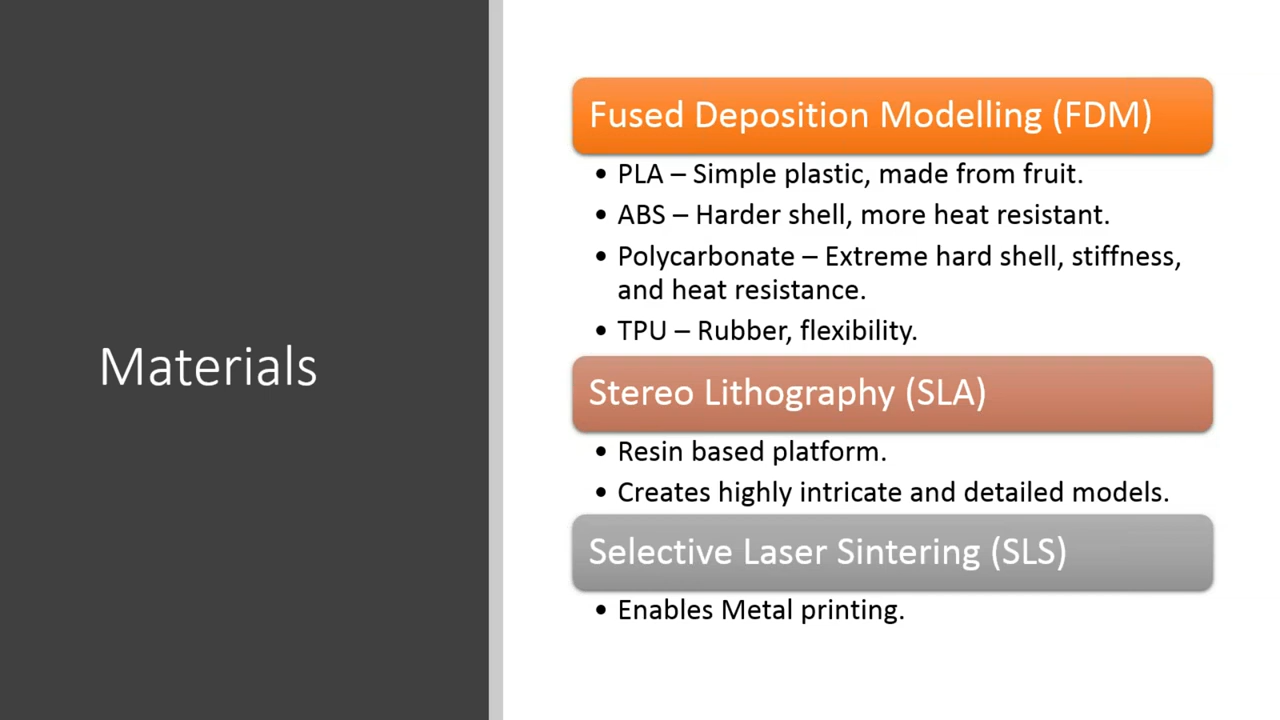 Materials
Fused Deposition Modelling (FDM)
• PLA – Simple plastic, made from fruit.
• ABS – Harder shell, more heat resistant.
• Polycarbonate – Extreme hard shell, stiffness,
and heat resistance.
• TPU – Rubber, flexibility.
Stereo Lithography (SLA)
• Resin based platform.
• Creates highly intricate and detailed models.
Selective Laser Sintering (SLS)
• Enables Metal printing.